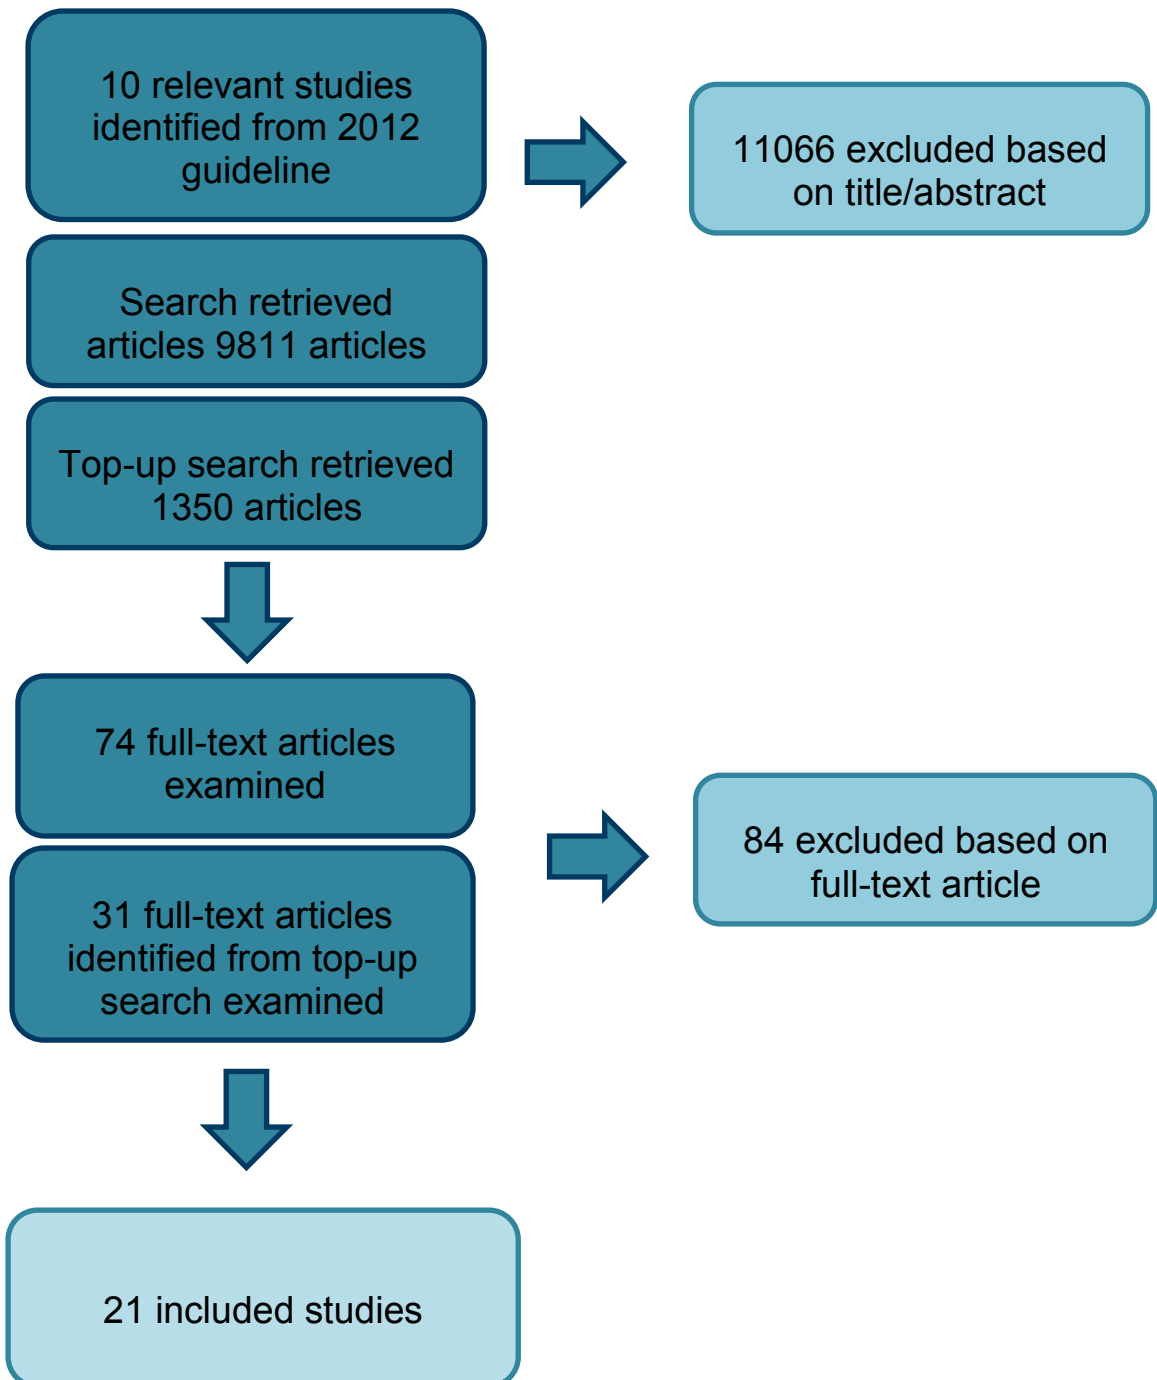 10 relevant studies
identified from 2012
guideline
11066 excluded based
on title/abstract
Search retrieved
articles 9811 articles
Top-up search retrieved
1350 articles
74 full-text articles
examined
84 excluded based on
full-text article
31 full-text articles
identified from top-up
search examined
21 included studies